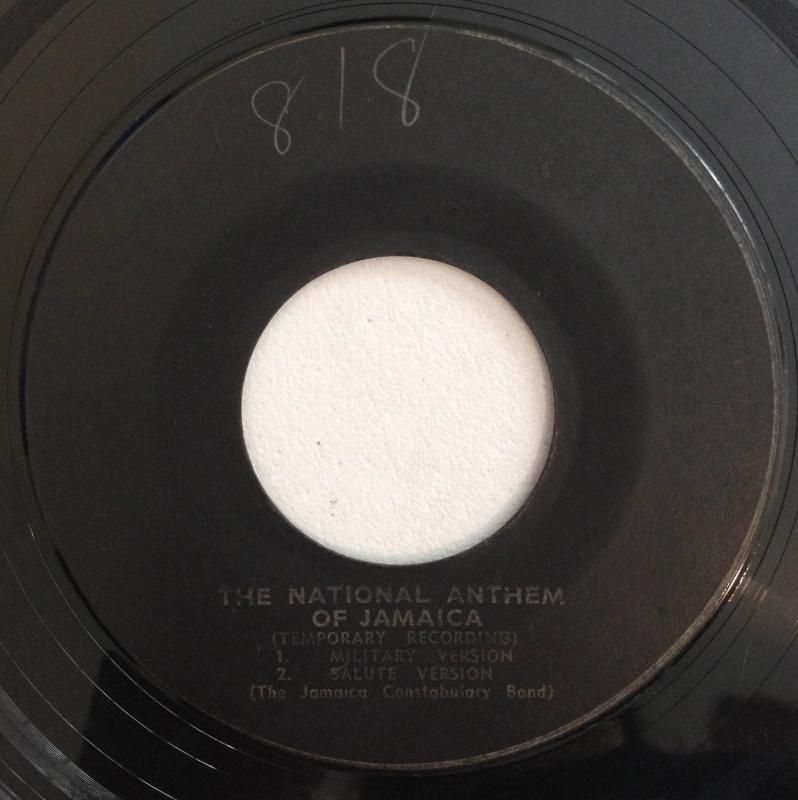 818
THE NATIONAL ANTHEM
OF JAMAICA
(TEMPORARY RECORDING)
1. MILITARY VERSION
2. SALUTE VERSION
(The Jamaica Constabulary Band)